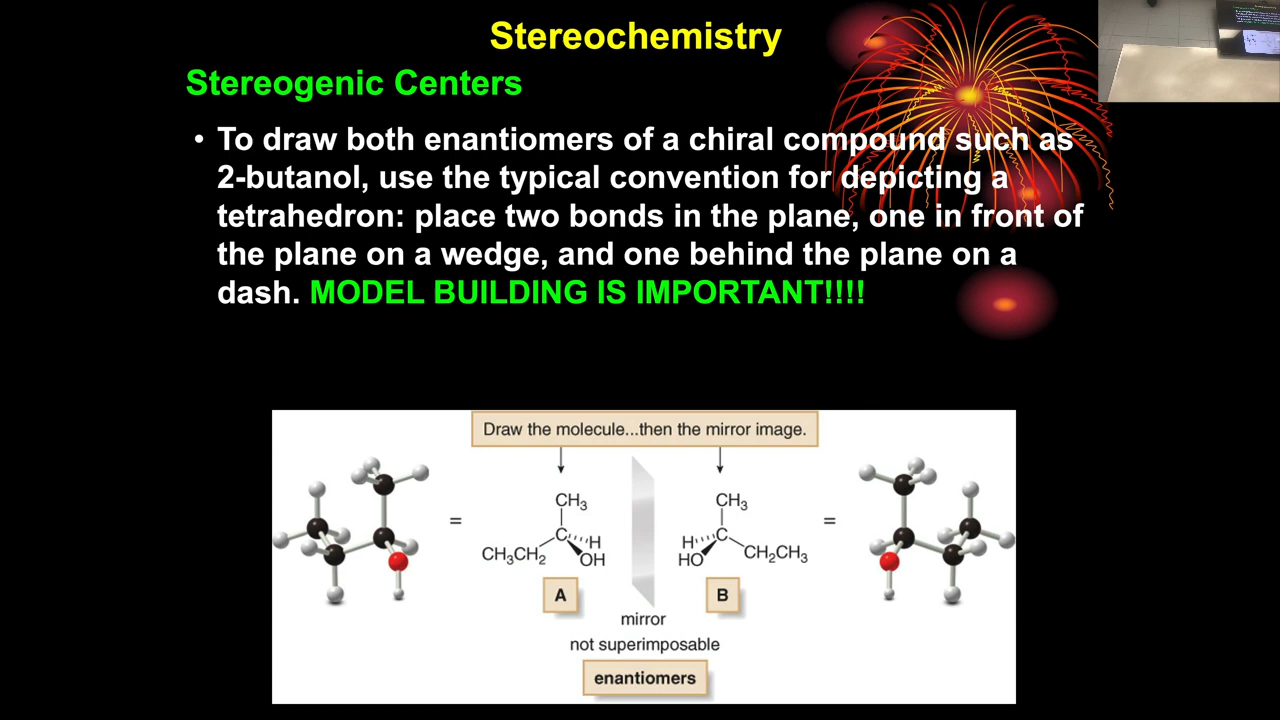 Stereochemistry
Stereogenic Centers
• To draw both enantiomers of a chiral compound such as
2-butanol, use the typical convention for depicting a
tetrahedron: place two bonds in the plane, one in front of
the plane on a wedge, and one behind the plane on a
dash. MODEL BUILDING IS IMPORTANT!!!!
Draw the molecule...then the mirror image.
CH₃
CH₃
=
C
H
H
C
=
CH₃CH₂
OH
HO
CH₂CH₃
A
B
mirror
not superimposable
enantiomers